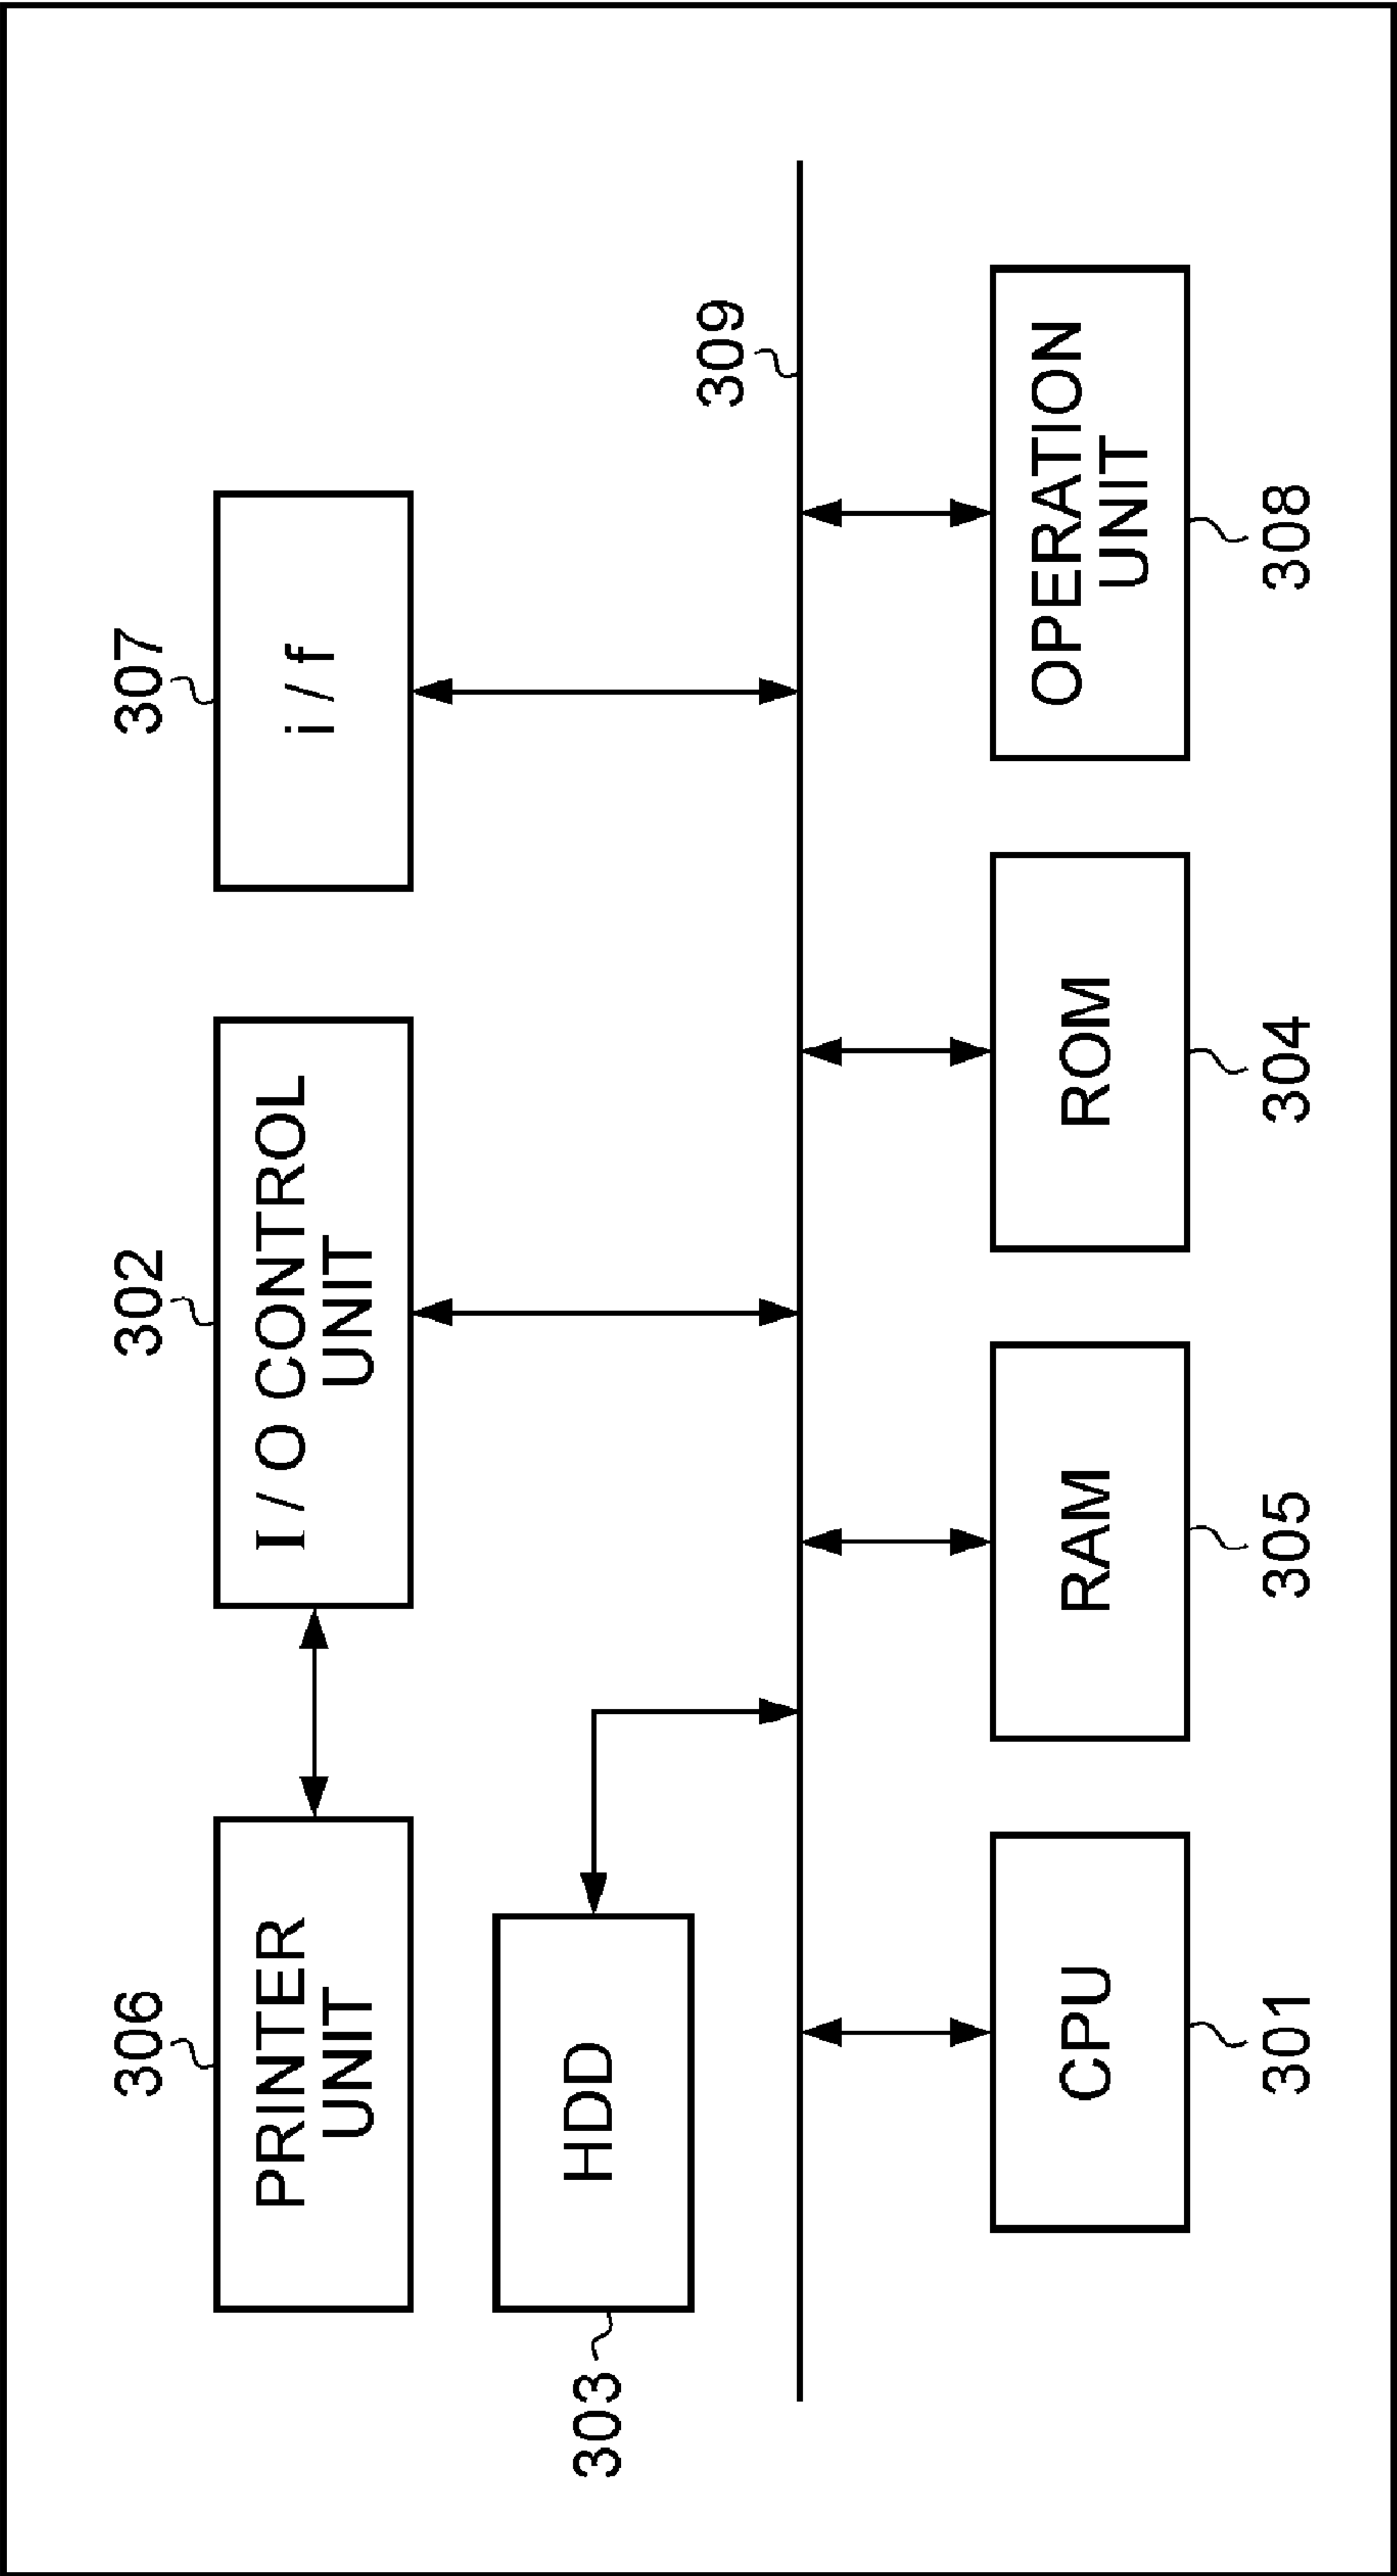 306
PRINTER
UNIT
302
I / O CONTROL
UNIT
307
i / f
303
HDD
309
CPU
301
RAM
305
ROM
304
OPERATION
UNIT
308